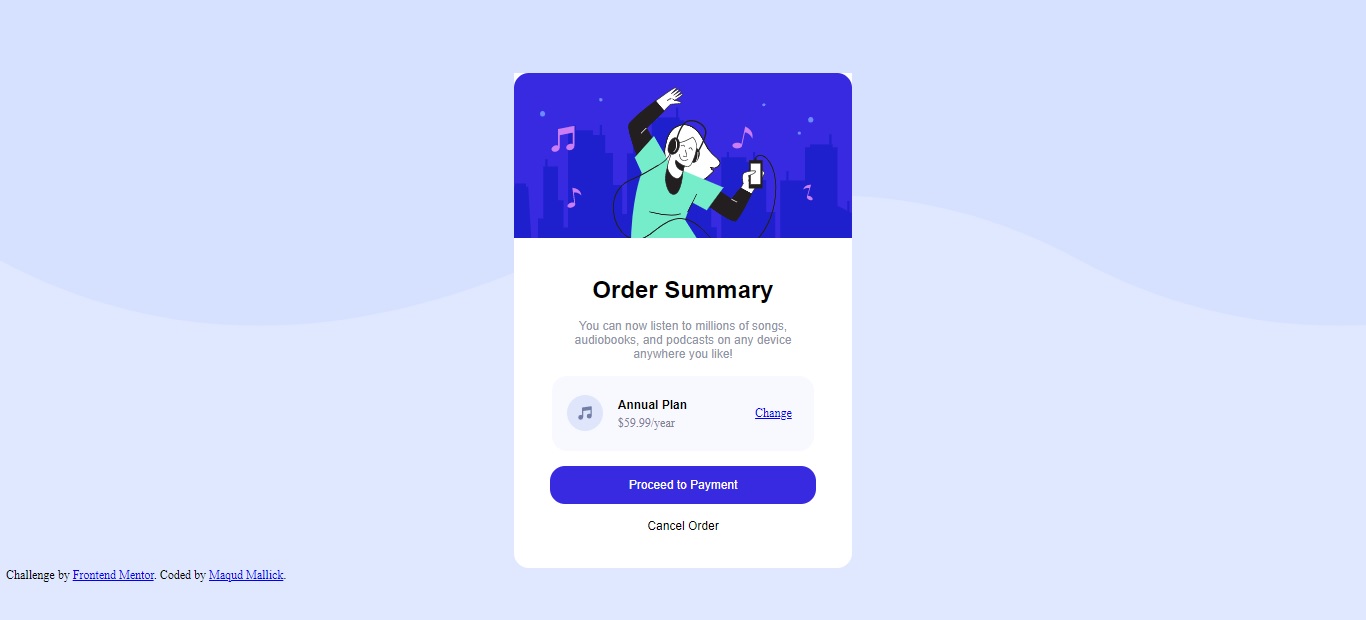 Order Summary
You can now listen to millions of songs,
audiobooks, and podcasts on any device
anywhere you like!
Annual Plan
$59.99/year
Change
Proceed to Payment
Cancel Order
Challenge by Frontend Mentor. Coded by Maqud Mallick.